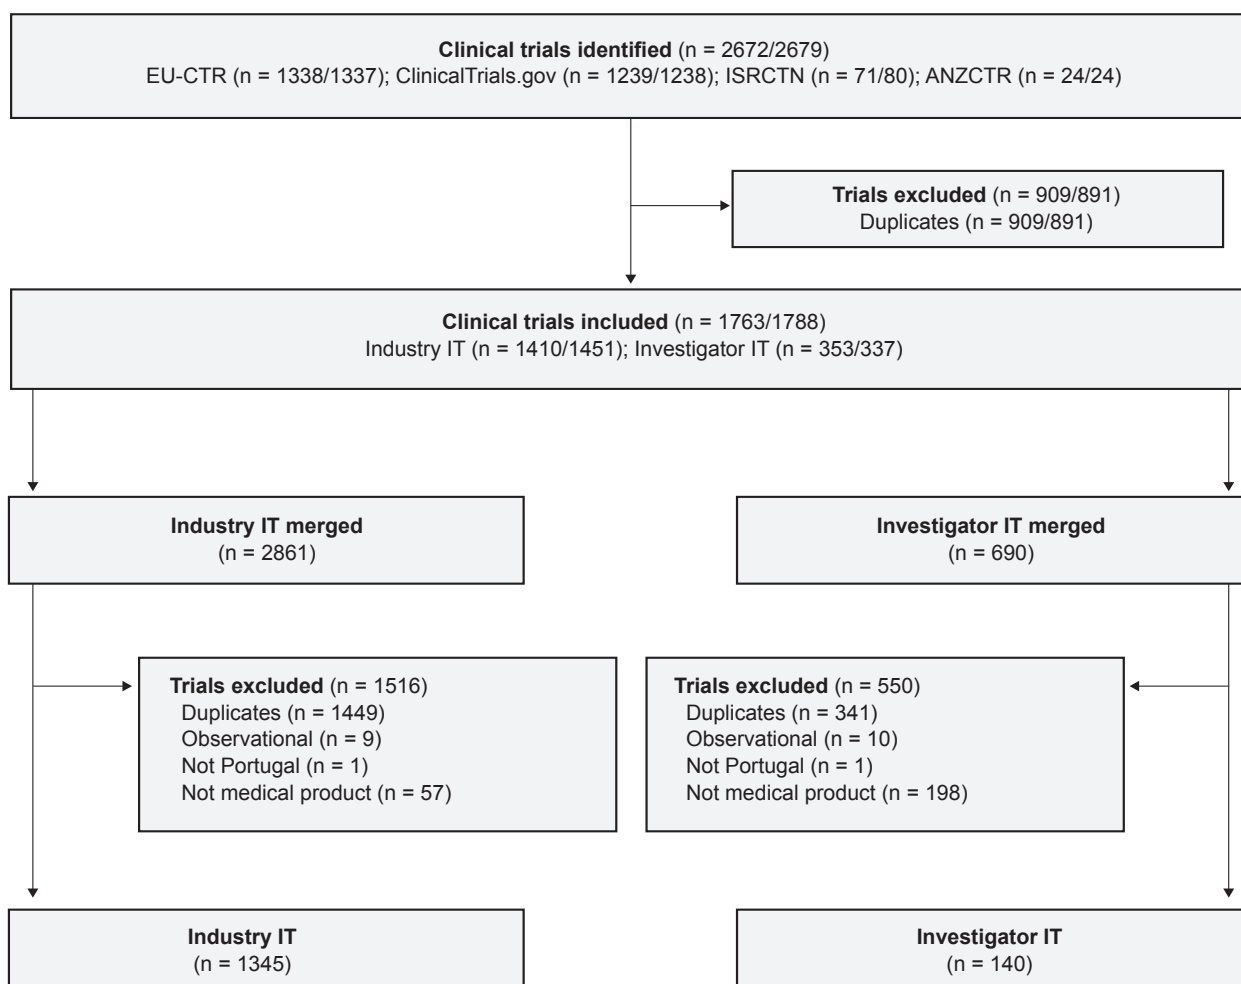 Clinical trials identified (n = 2672/2679)
EU-CTR (n = 1338/1337); ClinicalTrials.gov (n = 1239/1238); ISRCTN (n = 71/80); ANZCTR (n = 24/24)
Trials excluded (n = 909/891)
Duplicates (n = 909/891)
Clinical trials included (n = 1763/1788)
Industry IT (n = 1410/1451); Investigator IT (n = 353/337)
Industry IT merged
(n = 2861)
Investigator IT merged
(n = 690)
Trials excluded (n = 1516)
Duplicates (n = 1449)
Observational (n = 9)
Not Portugal (n = 1)
Not medical product (n = 57)
Trials excluded (n = 550)
Duplicates (n = 341)
Observational (n = 10)
Not Portugal (n = 1)
Not medical product (n = 198)
Industry IT
(n = 1345)
Investigator IT
(n = 140)